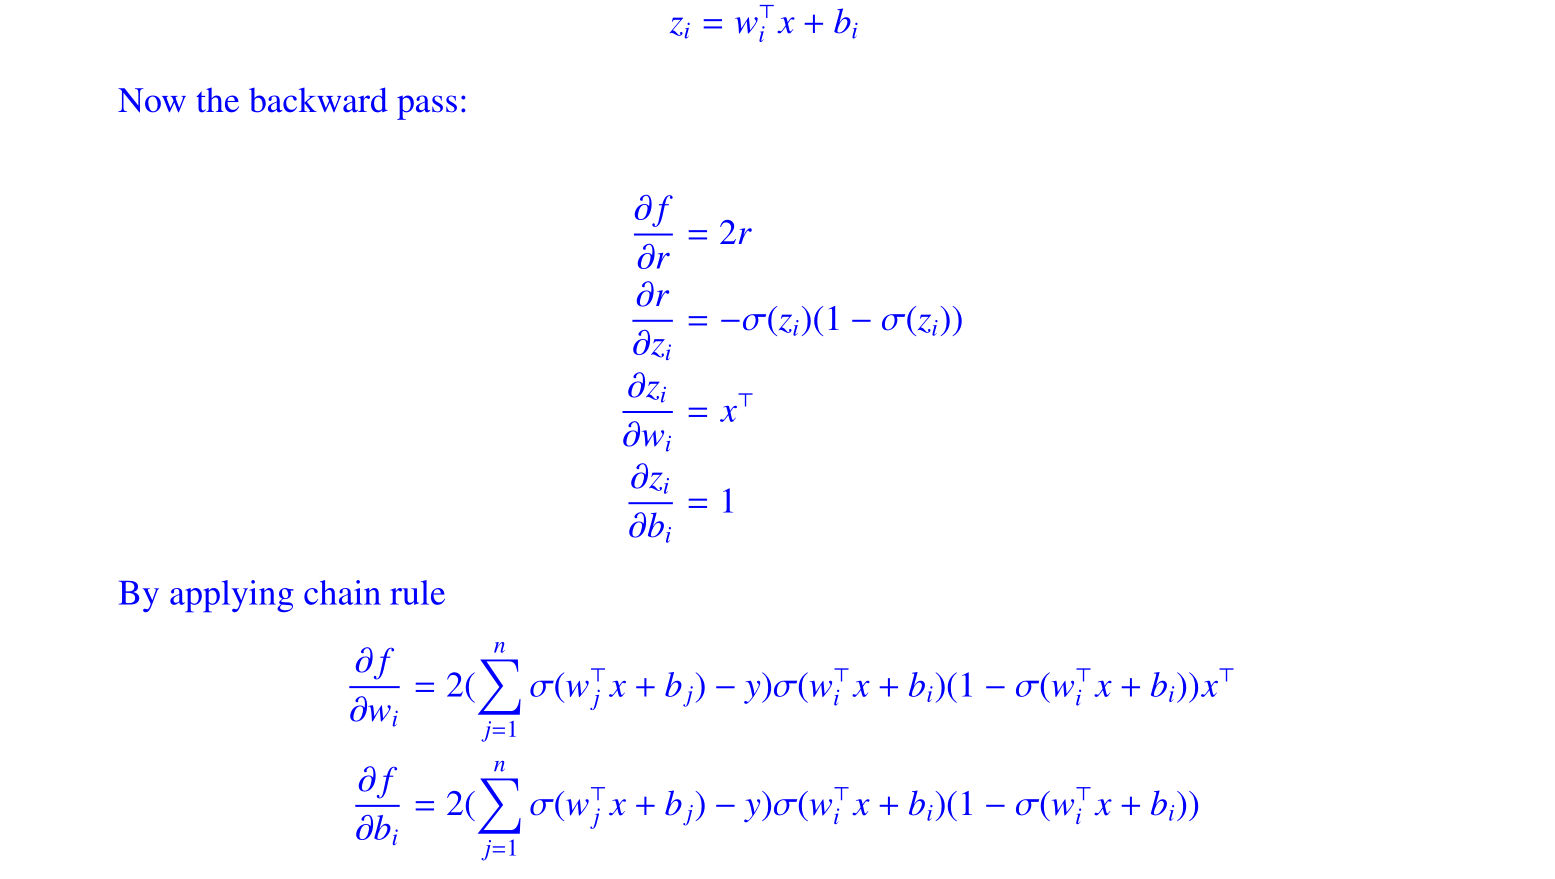 $z_i = w_i^\top x + b_i$
Now the backward pass:
$\frac{\partial f}{\partial r} = 2r$
$\frac{\partial r}{\partial z_i} = -\sigma(z_i)(1 - \sigma(z_i))$
$\frac{\partial z_i}{\partial w_i} = x^\top$
$\frac{\partial z_i}{\partial b_i} = 1$
By applying chain rule
$\frac{\partial f}{\partial w_i} = 2(\sum_{j=1}^{n} \sigma(w_j^\top x + b_j) - y)\sigma(w_i^\top x + b_i)(1 - \sigma(w_i^\top x + b_i))x^\top$
$\frac{\partial f}{\partial b_i} = 2(\sum_{j=1}^{n} \sigma(w_j^\top x + b_j) - y)\sigma(w_i^\top x + b_i)(1 - \sigma(w_i^\top x + b_i))$